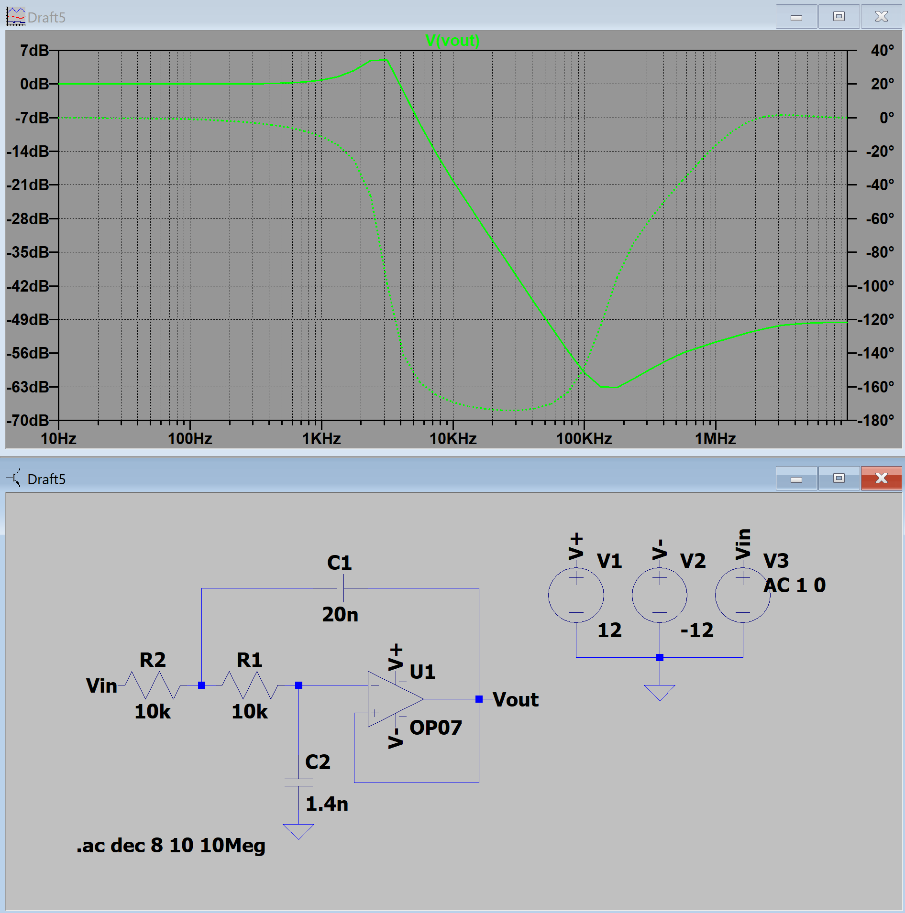 Draft5
V(vout)
7dB 40°
0dB 20°
-7dB 0°
-14dB -20°
-21dB -40°
-28dB -60°
-35dB -80°
-42dB -100°
-49dB -120°
-56dB -140°
-63dB -160°
-70dB -180°
10Hz 100Hz 1KHz 10KHz 100KHz 1MHz
Draft5
V+ V- Vin
V1 V2 V3
AC 1 0
12 -12
C1
20n
R2 R1 V+ U1
Vin Vout
10k 10k V- OP07
C2
1.4n
.ac dec 8 10 10Meg